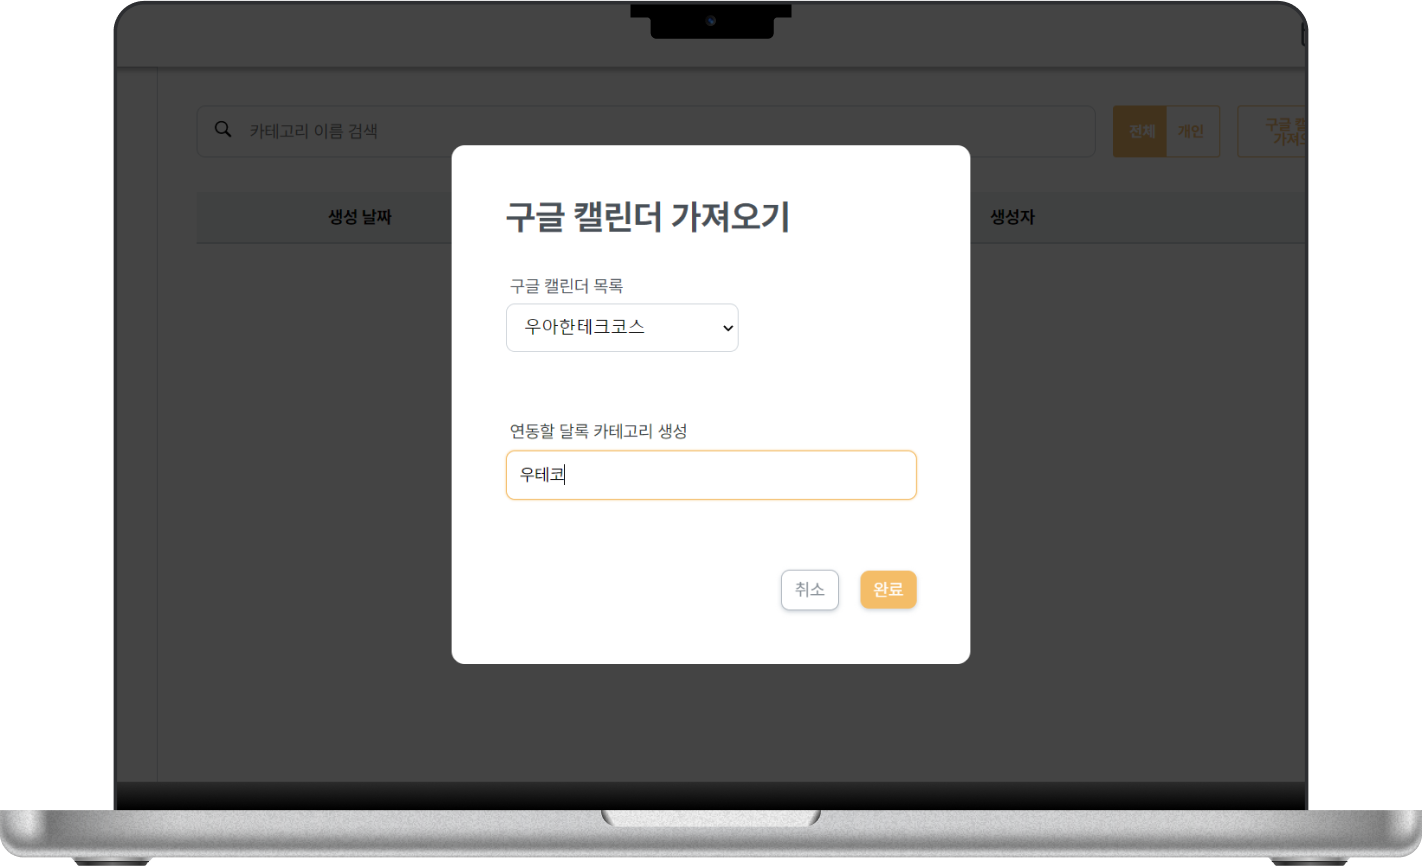 카테고리 이름 검색
전체
개인
구글 캘
가져오
생성 날짜
생성자
구글 캘린더 가져오기
구글 캘린더 목록
우아한테크코스
연동할 달록 카테고리 생성
우테코
취소
완료